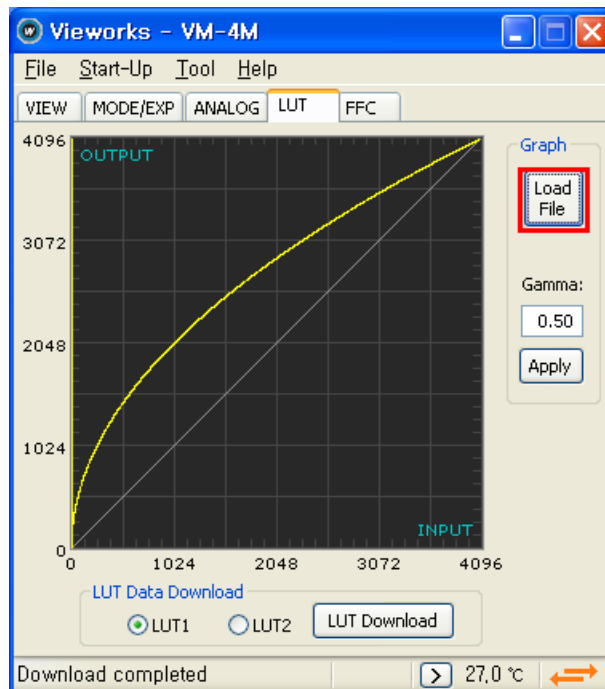 Vieworks - VM-4M
File Start-Up Tool Help
VIEW MODE/EXP ANALOG LUT FFC
4096
OUTPUT
3072
2048
1024
0
INPUT
0 1024 2048 3072 4096
Graph
Load
File
Gamma:
0.50
Apply
LUT Data Download
LUT1 LUT2 LUT Download
Download completed > 27,0 ℃